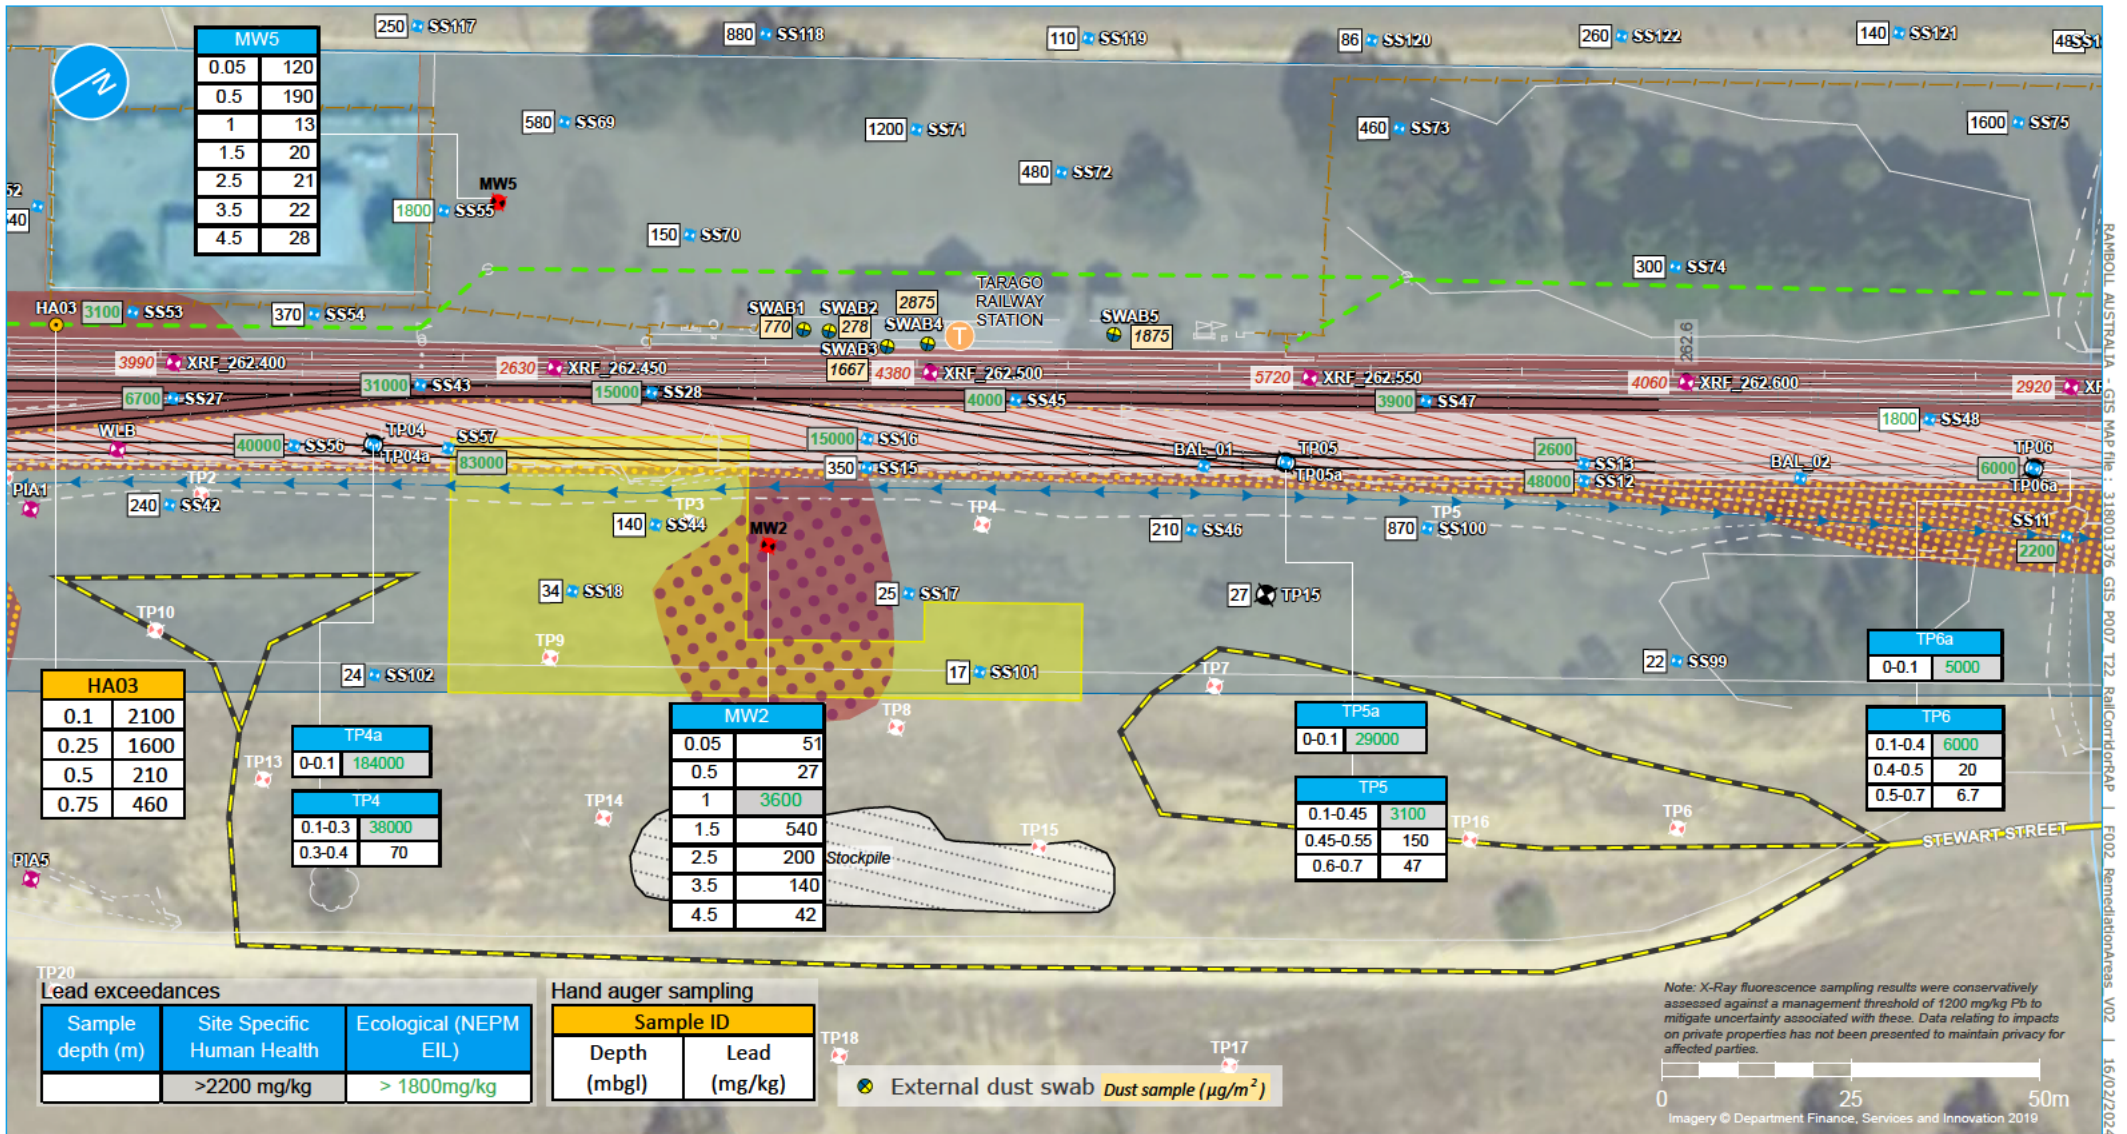 250 SS117
880 SS118
110 SS119
86 SS120
260 SS122
140 SS121
48 SS1
MW5
0.05 120
0.5 190
1 13
1.5 20
2.5 21
3.5 22
4.5 28
580 SS69
1200 SS71
460 SS73
1600 SS75
480 SS72
52
540
MW5
1800 SS55
150 SS70
300 SS74
TARAGO
RAILWAY
STATION
HA03
3100 SS53
370 SS54
SWAB1
770
SWAB2
278
2875
SWAB4
SWAB3
1667
T
SWAB5
1875
26216
3990 XRF_262.400
2630 XRF_262.450
4380 XRF_262.500
5720 XRF_262.550
4060 XRF_262.600
2920 XRF
6700 SS27
31000 SS43
15000 SS28
4000 SS45
3900 SS47
1800 SS48
WLB
40000 SS56
TP04
TP04a
SS57
83000
15000 SS16
350 SS15
BAL_01
TP05
TP05a
2600 SS13
48000 SS12
BAL_02
TP06
6000
TP06a
PIA1
TP2
240 SS42
TP3
140 SS44
MW2
TP4
210 SS46
870 SS100
TP5
SS11
2200
34 SS18
25 SS17
27 TP15
TP10
TP9
24 SS102
17 SS101
TP7
22 SS99
HA03
0.1 2100
0.25 1600
0.5 210
0.75 460
TP13
TP4a
0-0.1 184000
TP4
0.1-0.3 38000
0.3-0.4 70
TP14
MW2
0.05 51
0.5 27
1 3600
1.5 540
2.5 200
3.5 140
4.5 42
TP8
Stockpile
TP15
TP5a
0-0.1 29000
TP5
0.1-0.45 3100
0.45-0.55 150
0.6-0.7 47
TP16
TP6
TP6a
0-0.1 5000
TP6
0.1-0.4 6000
0.4-0.5 20
0.5-0.7 6.7
STEWART STREET
PIA5
TP20
TP18
TP17
Lead exceedances
Sample depth (m) Site Specific Human Health Ecological (NEPM EIL)
>2200 mg/kg > 1800mg/kg
Hand auger sampling
Sample ID
Depth (mbgl) Lead (mg/kg)
External dust swab Dust sample (µg/m²)
Note: X-Ray fluorescence sampling results were conservatively
assessed against a management threshold of 1200 mg/kg Pb to
mitigate uncertainty associated with these. Data relating to impacts
on private properties has not been presented to maintain privacy for
affected parties.
0 25 50m
Imagery © Department Finance, Services and Innovation 2019
RAMBOLL AUSTRALIA - GIS MAP file : 318001376_GIS_P007_T22_RailCorridorRAP | F002_RemediationAreas_V02 | 16/02/2024